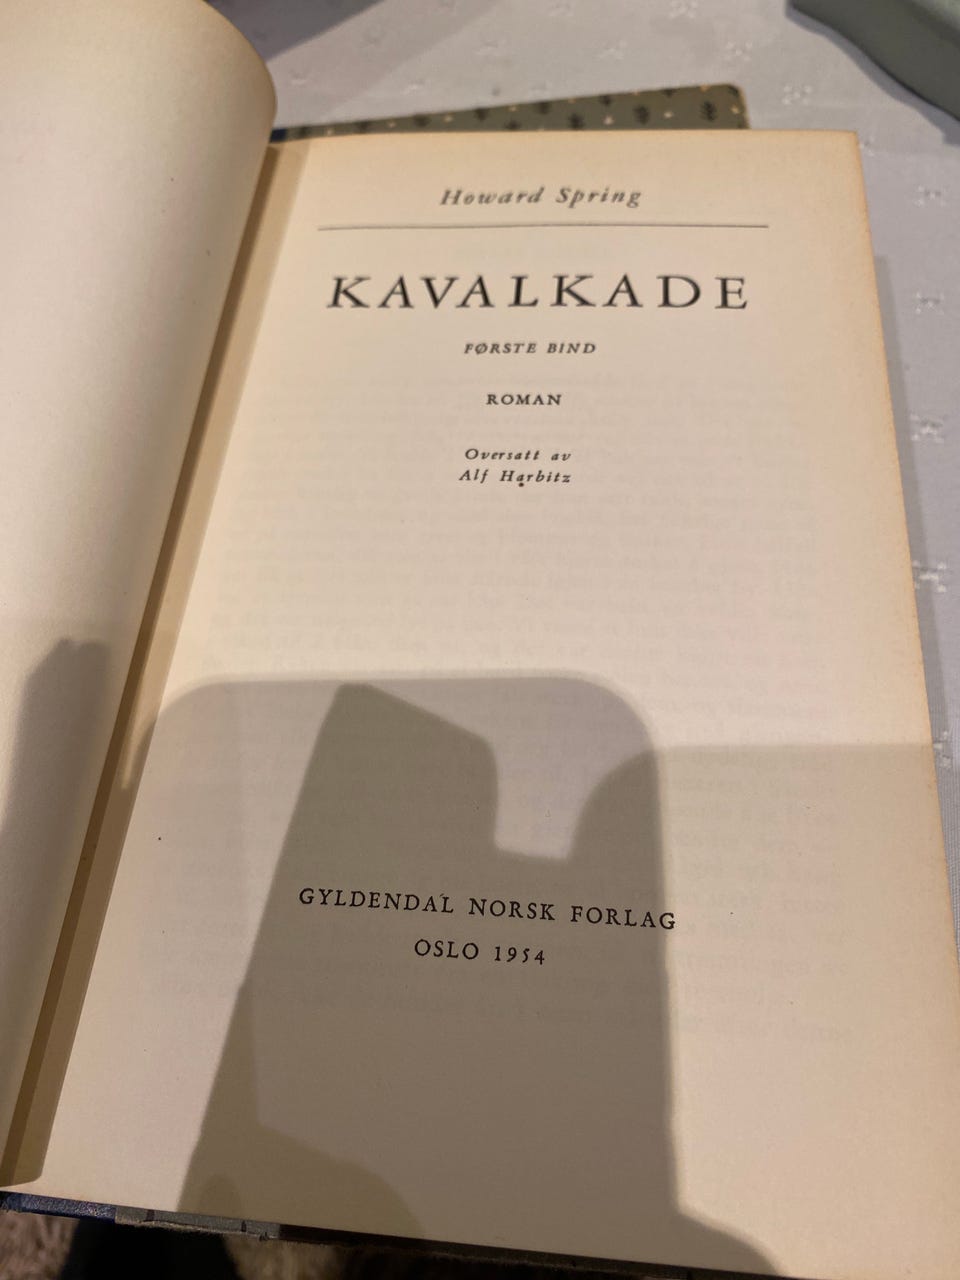 Howard Spring
KAVALKADE
FØRSTE BIND
ROMAN
Oversatt av
Alf Harbitz
GYLDENDAL NORSK FORLAG
OSLO 1954